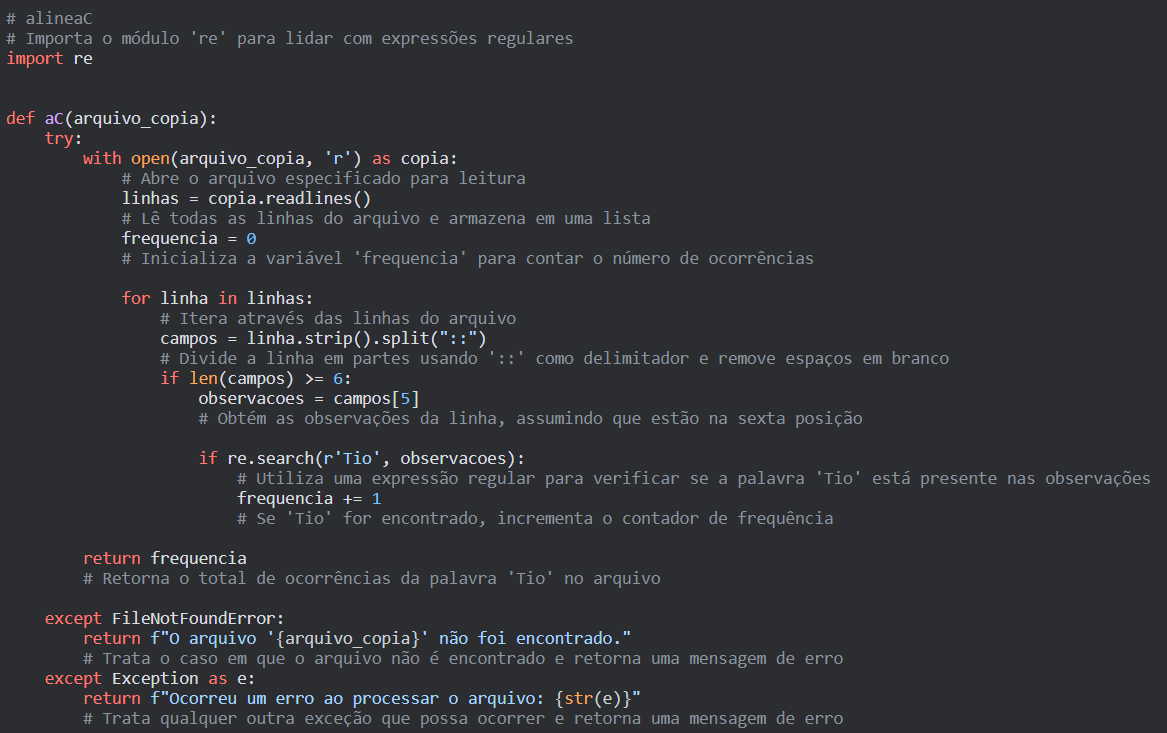 # alineaC
# Importa o módulo 're' para lidar com expressões regulares
import re
def aC(arquivo_copia):
    try:
        with open(arquivo_copia, 'r') as copia:
            # Abre o arquivo especificado para leitura
            linhas = copia.readlines()
            # Lê todas as linhas do arquivo e armazena em uma lista
            frequencia = 0
            # Inicializa a variável 'frequencia' para contar o número de ocorrências
            for linha in linhas:
                # Itera através das linhas do arquivo
                campos = linha.strip().split("::")
                # Divide a linha em partes usando '::' como delimitador e remove espaços em branco
                if len(campos) >= 6:
                    observacoes = campos[5]
                    # Obtém as observações da linha, assumindo que estão na sexta posição
                    if re.search(r'Tio', observacoes):
                        # Utiliza uma expressão regular para verificar se a palavra 'Tio' está presente nas observações
                        frequencia += 1
                        # Se 'Tio' for encontrado, incrementa o contador de frequência
        return frequencia
        # Retorna o total de ocorrências da palavra 'Tio' no arquivo
    except FileNotFoundError:
        return f"O arquivo '{arquivo_copia}' não foi encontrado."
        # Trata o caso em que o arquivo não é encontrado e retorna uma mensagem de erro
    except Exception as e:
        return f"Ocorreu um erro ao processar o arquivo: {str(e)}"
        # Trata qualquer outra exceção que possa ocorrer e retorna uma mensagem de erro